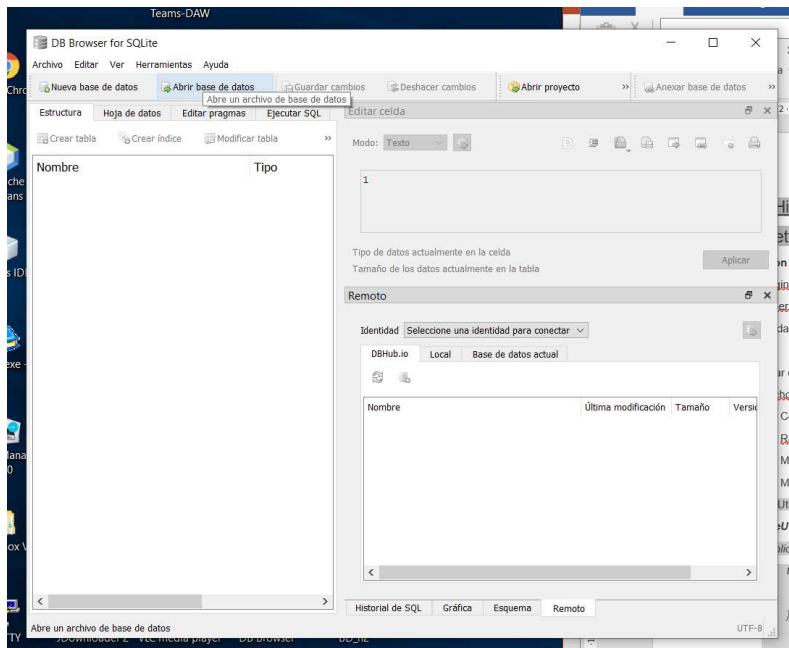 Teams-DAW
DB Browser for SQLite
Archivo Editar Ver Herramientas Ayuda
Nueva base de datos Abrir base de datos Guardar cambios Deshacer cambios Abrir proyecto » Anexar base de datos »
Abre un archivo de base de datos
Estructura Hoja de datos Editar pragmas Ejecutar SQL
Crear tabla Crear índice Modificar tabla »
Nombre Tipo
Editar celda
Modo: Texto
1
Tipo de datos actualmente en la celda
Tamaño de los datos actualmente en la tabla
Aplicar
Remoto
Identidad Seleccione una identidad para conectar
DBHub.io Local Base de datos actual
Nombre Última modificación Tamaño Versió
Historial de SQL Gráfica Esquema Remoto
Abre un archivo de base de datos UTF-8
JDownloader 2 VLC media player DB Browser BD_n2